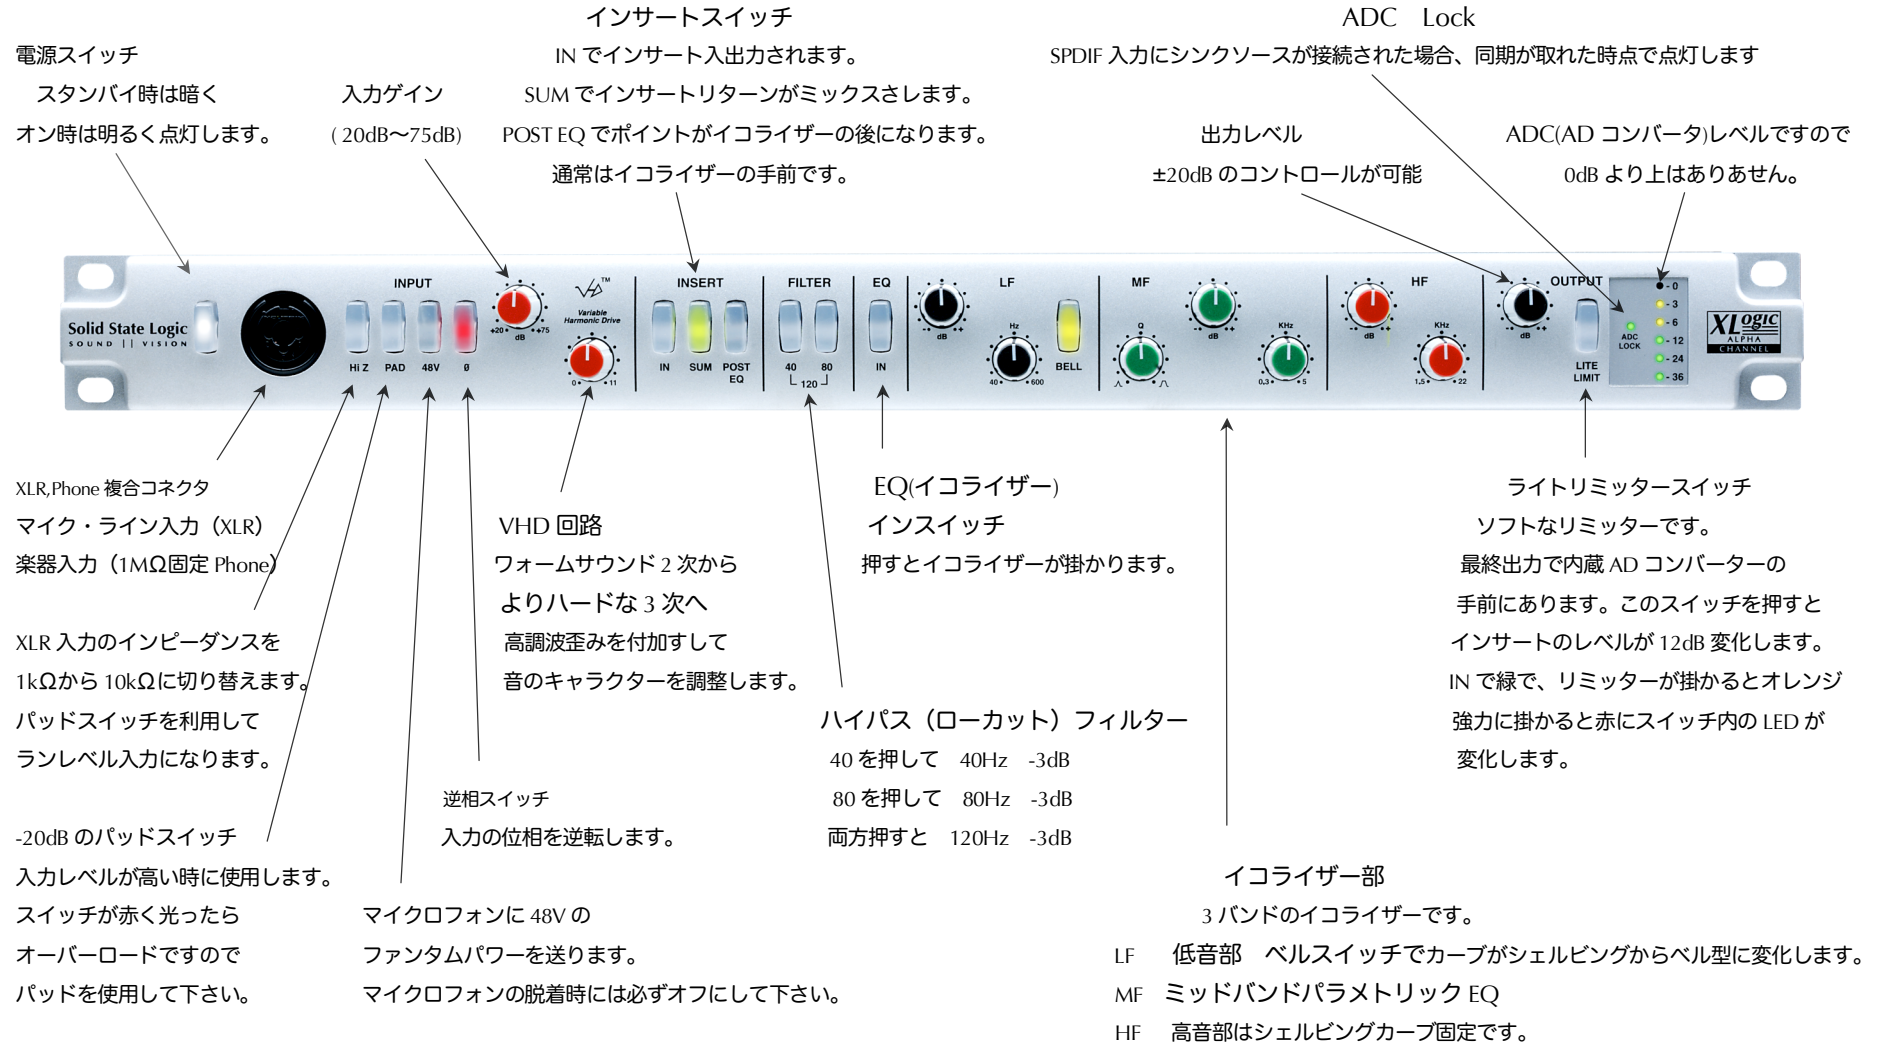 電源スイッチ
スタンバイ時は暗く
オン時は明るく点灯します。
入力ゲイン
( 20dB～75dB)
インサートスイッチ
IN でインサート入出力されます。
SUM でインサートリターンがミックスさします。
POST EQ でポイントがイコライザーの後になります。
通常はイコライザーの手前です。
ADC Lock
SPDIF 入力にシンクソースが接続された場合、同期が取れた時点で点灯します
出力レベル
±20dB のコントロールが可能
ADC(AD コンバータ)レベルですので
0dB より上はありあせん。
Solid State Logic
SOUND || VISION
INPUT
Hi Z PAD 48V Ø
+20 +75
dB
VHD™
Variable
Harmonic Drive
0 11
INSERT
IN SUM POST
EQ
FILTER
40 80
120
EQ
IN
LF
- +
dB
Hz
40 600
BELL
MF
Q
- +
dB
KHz
0.3 5
HF
- +
dB
KHz
1.5 22
OUTPUT
- +
dB
LITE
LIMIT
ADC
LOCK
- 0
- 3
- 6
- 12
- 24
- 36
XLogic
ALPHA
CHANNEL
XLR,Phone 複合コネクタ
マイク・ライン入力（XLR）
楽器入力（1MΩ固定 Phone）
XLR 入力のインピーダンスを
1kΩから 10kΩに切り替えます。
パッドスイッチを利用して
ランレベル入力になります。
-20dB のパッドスイッチ
入力レベルが高い時に使用します。
スイッチが赤く光ったら
オーバーロードですので
パッドを使用して下さい。
マイクロフォンに 48V の
ファンタムパワーを送ります。
マイクロフォンの脱着時には必ずオフにして下さい。
逆相スイッチ
入力の位相を逆転します。
VHD 回路
ワォームサウンド 2 次から
よりハードな 3 次へ
高調波歪みを付加すして
音のキャラクターを調整します。
ハイパス（ローカット）フィルター
40 を押して 40Hz -3dB
80 を押して 80Hz -3dB
両方押すと 120Hz -3dB
EQ(イコライザー)
インスイッチ
押すとイコライザーが掛かります。
イコライザー部
3 バンドのイコライザーです。
LF 低音部 ベルスイッチでカーブがシェルビングからベル型に変化します。
MF ミッドバンドパラメトリック EQ
HF 高音部はシェルビングカーブ固定です。
ライトリミッタースイッチ
ソフトなリミッターです。
最終出力で内蔵 AD コンバーターの
手前にあります。このスイッチを押すと
インサートのレベルが 12dB 変化します。
IN で緑で、リミッターが掛かるとオレンジ
強力に掛かると赤にスイッチ内の LED が
変化します。